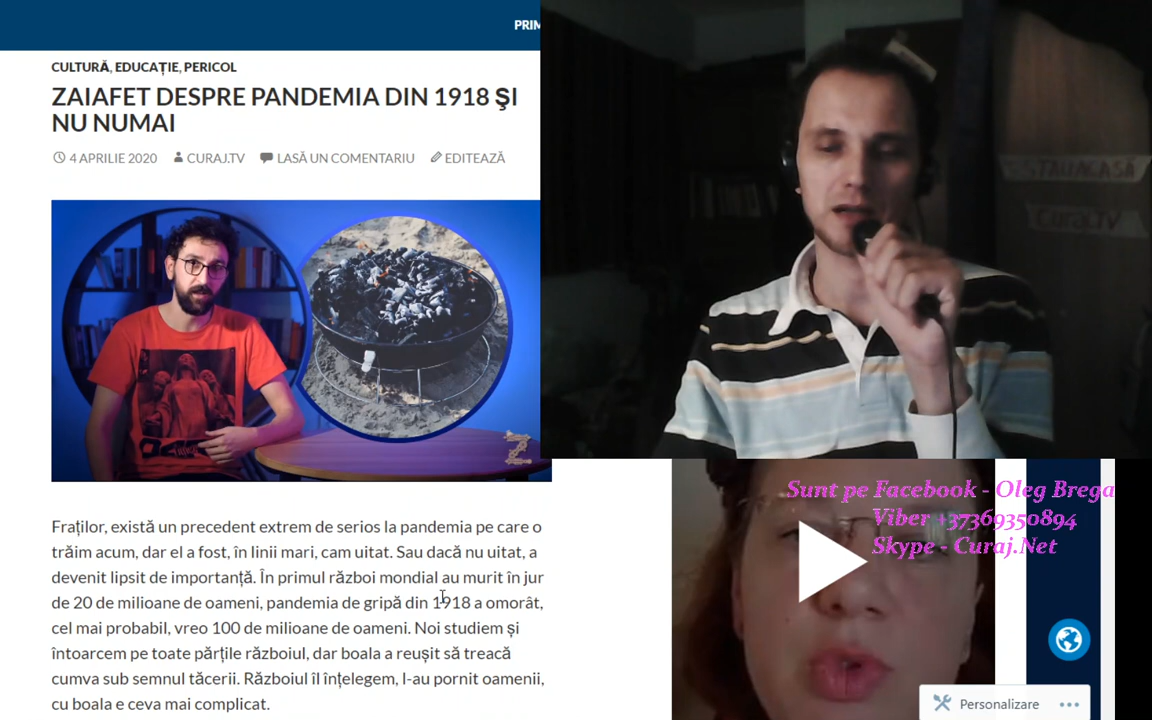 PRIM
CULTURĂ, EDUCAȚIE, PERICOL
ZAIAFET DESPRE PANDEMIA DIN 1918 ȘI
NU NUMAI
4 APRILIE 2020 CURAJ.TV LASĂ UN COMENTARIU EDITEAZĂ
STAUACASĂ
Curaj.TV
Fraților, există un precedent extrem de serios la pandemia pe care o
trăim acum, dar el a fost, în linii mari, cam uitat. Sau dacă nu uitat, a
devenit lipsit de importanță. În primul război mondial au murit în jur
de 20 de milioane de oameni, pandemia de gripă din 1918 a omorât,
cel mai probabil, vreo 100 de milioane de oameni. Noi studiem și
întoarcem pe toate părțile războiul, dar boala a reușit să treacă
cumva sub semnul tăcerii. Războiul îl înțelegem, l-au pornit oamenii,
cu boala e ceva mai complicat.
Sunt pe Facebook - Oleg Brega
Viber +37369350894
Skype - Curaj.Net
Personalizare